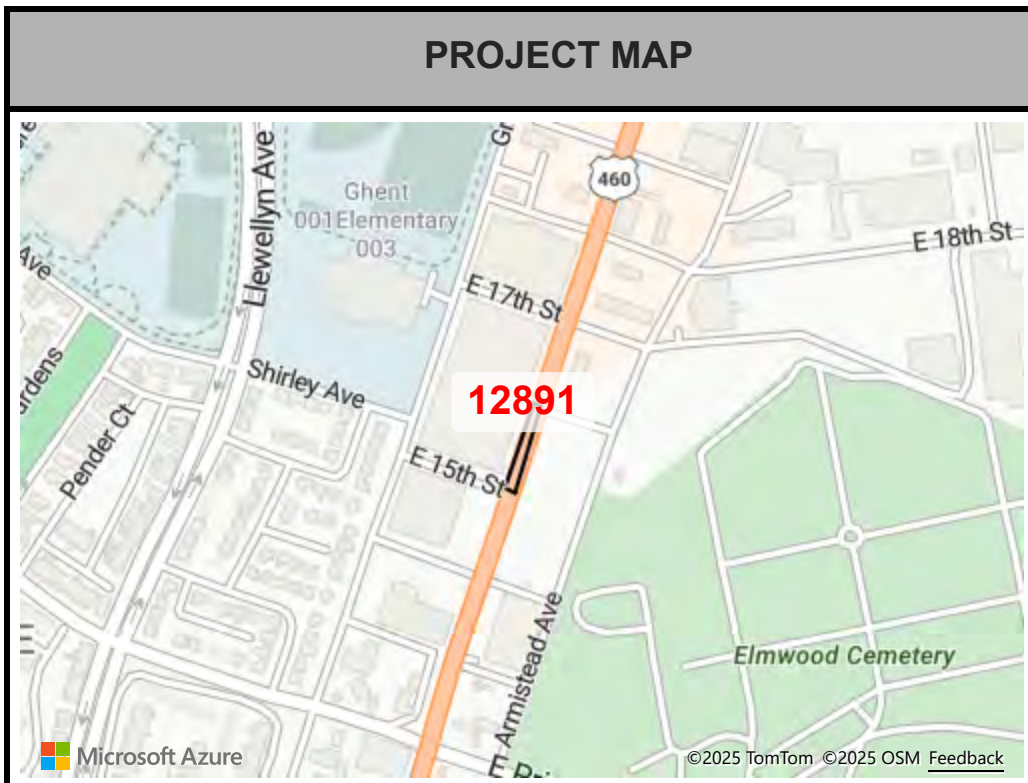 PROJECT MAP
460
Llewellyn Ave
Ghent
001Elementary
003
E 18th St
Ave
E 17th St
Shirley Ave
12891
Pender Ct
E 15th St
E Armistead Ave
Elmwood Cemetery
Microsoft Azure
©2025 TomTom ©2025 OSM Feedback